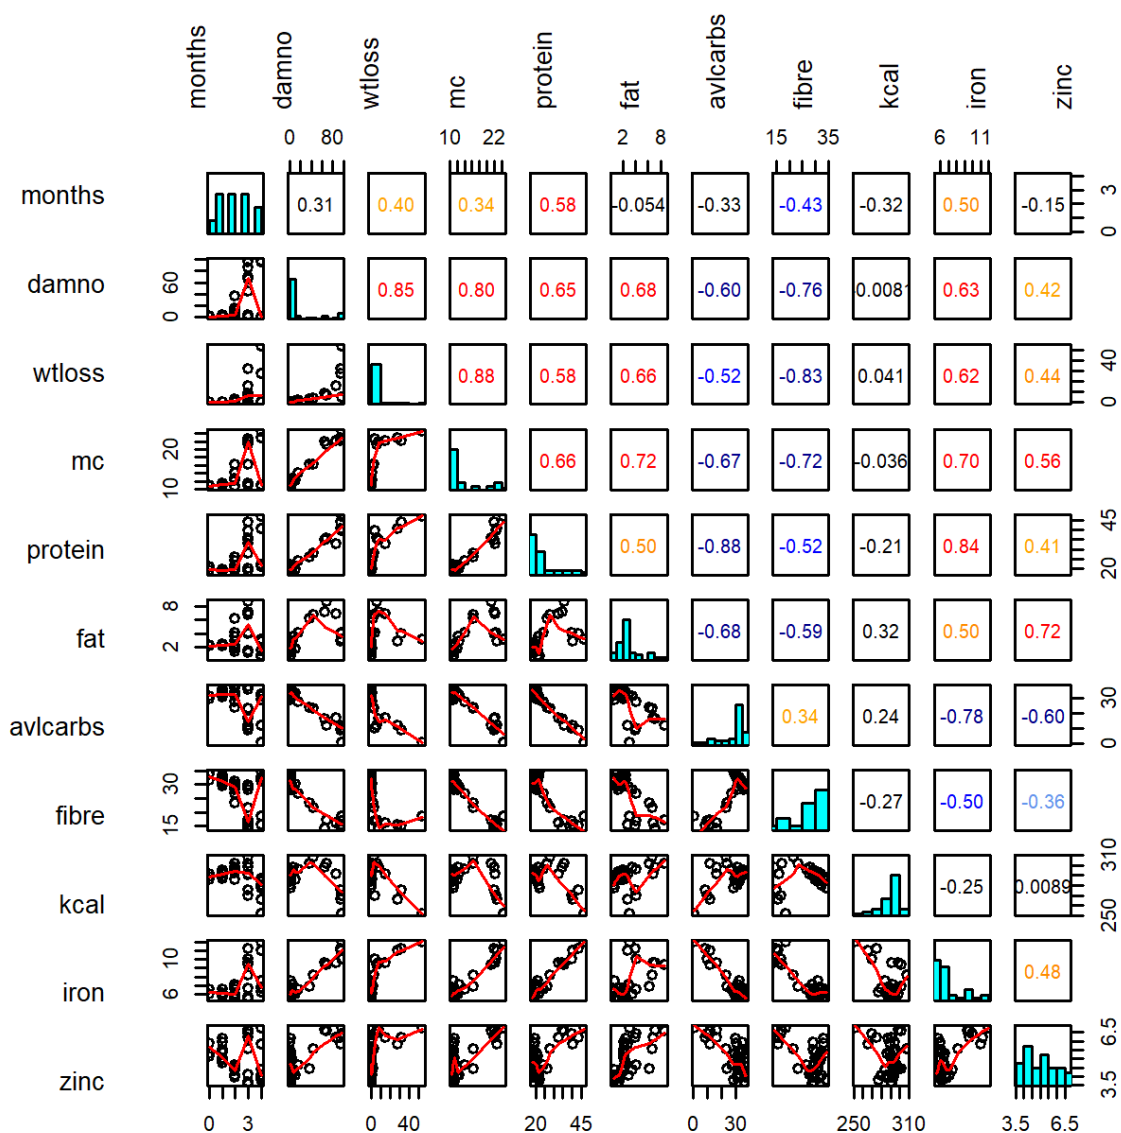 months damno wtloss mc protein fat avlcarbs fibre kcal iron zinc
0 80 10 22 2 8 15 35 6 11
months 0.31 0.40 0.34 0.58 -0.054 -0.33 -0.43 -0.32 0.50 -0.15 3 0
damno 60 0 0.85 0.80 0.65 0.68 -0.60 -0.76 -0.0081 0.63 0.42
wtloss 0.88 0.58 0.66 -0.52 -0.83 0.041 0.62 0.44 40 0
mc 20 10 0.66 0.72 -0.67 -0.72 -0.036 0.70 0.56
protein 0.50 -0.88 -0.52 -0.21 0.84 0.41 45 20
fat 8 2 -0.68 -0.59 0.32 0.50 0.72
avlcarbs 0.34 0.24 -0.78 -0.60 30 0
fibre 30 15 -0.27 -0.50 -0.36
kcal -0.25 0.0089 310 250
iron 10 6 0.48
zinc 6.5 3.5
0 3 0 40 20 45 0 30 250 310 3.5 6.5